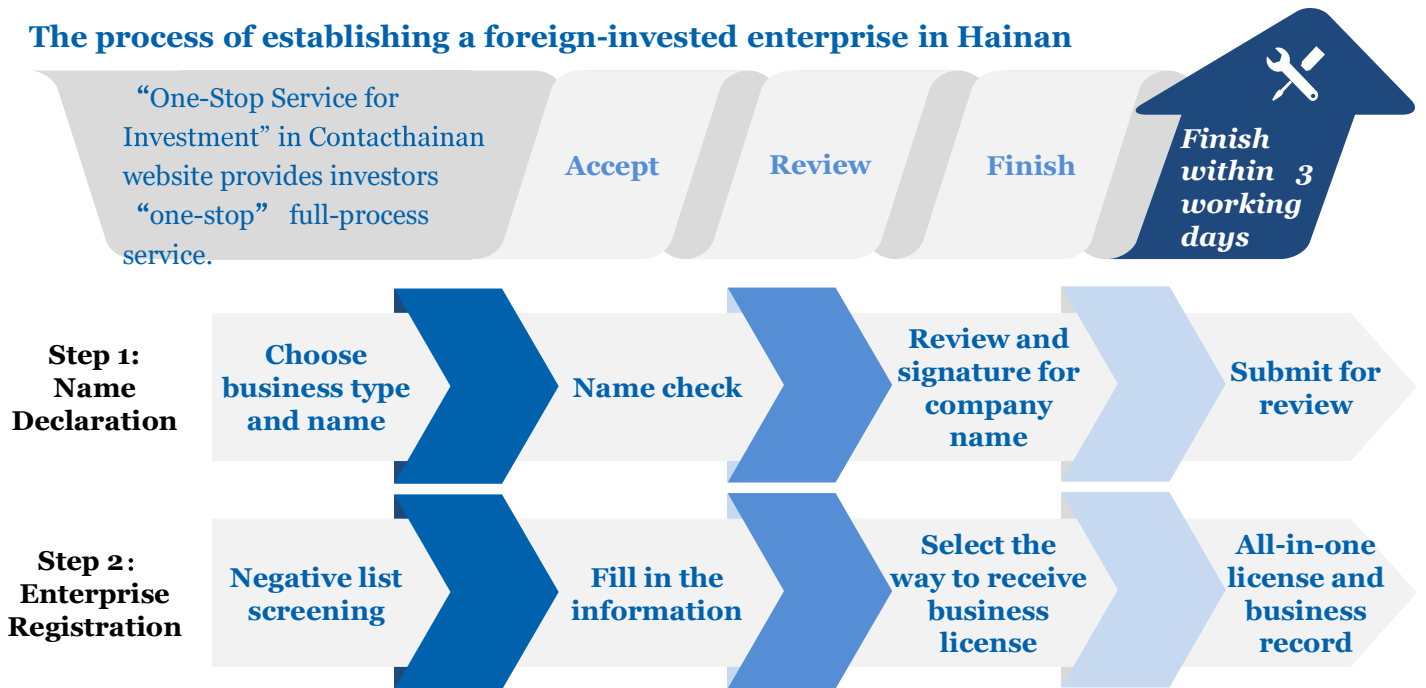 The process of establishing a foreign-invested enterprise in Hainan
“One-Stop Service for
Investment” in Contacthainan
website provides investors
“one-stop” full-process
service.
Accept
Review
Finish
Finish
within 3
working
days
Step 1:
Name
Declaration
Choose
business type
and name
Name check
Review and
signature for
company
name
Submit for
review
Step 2:
Enterprise
Registration
Negative list
screening
Fill in the
information
Select the
way to receive
business
license
All-in-one
license and
business
record